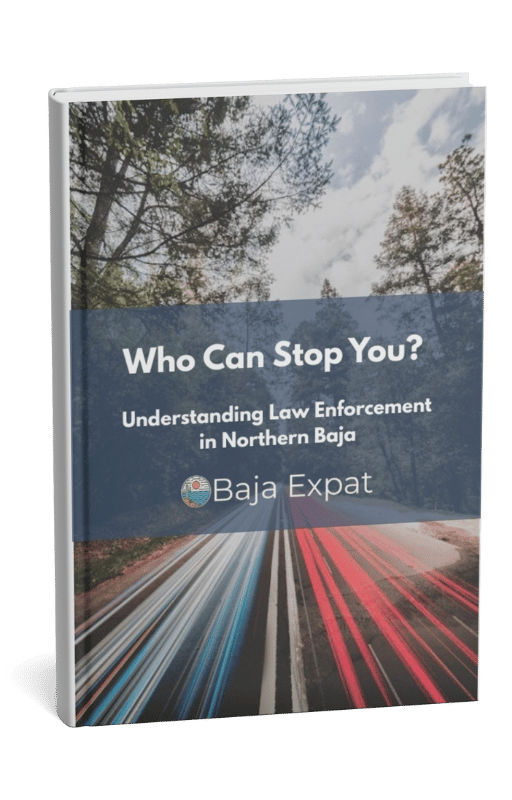 Who Can Stop You?
Understanding Law Enforcement
in Northern Baja
Baja Expat